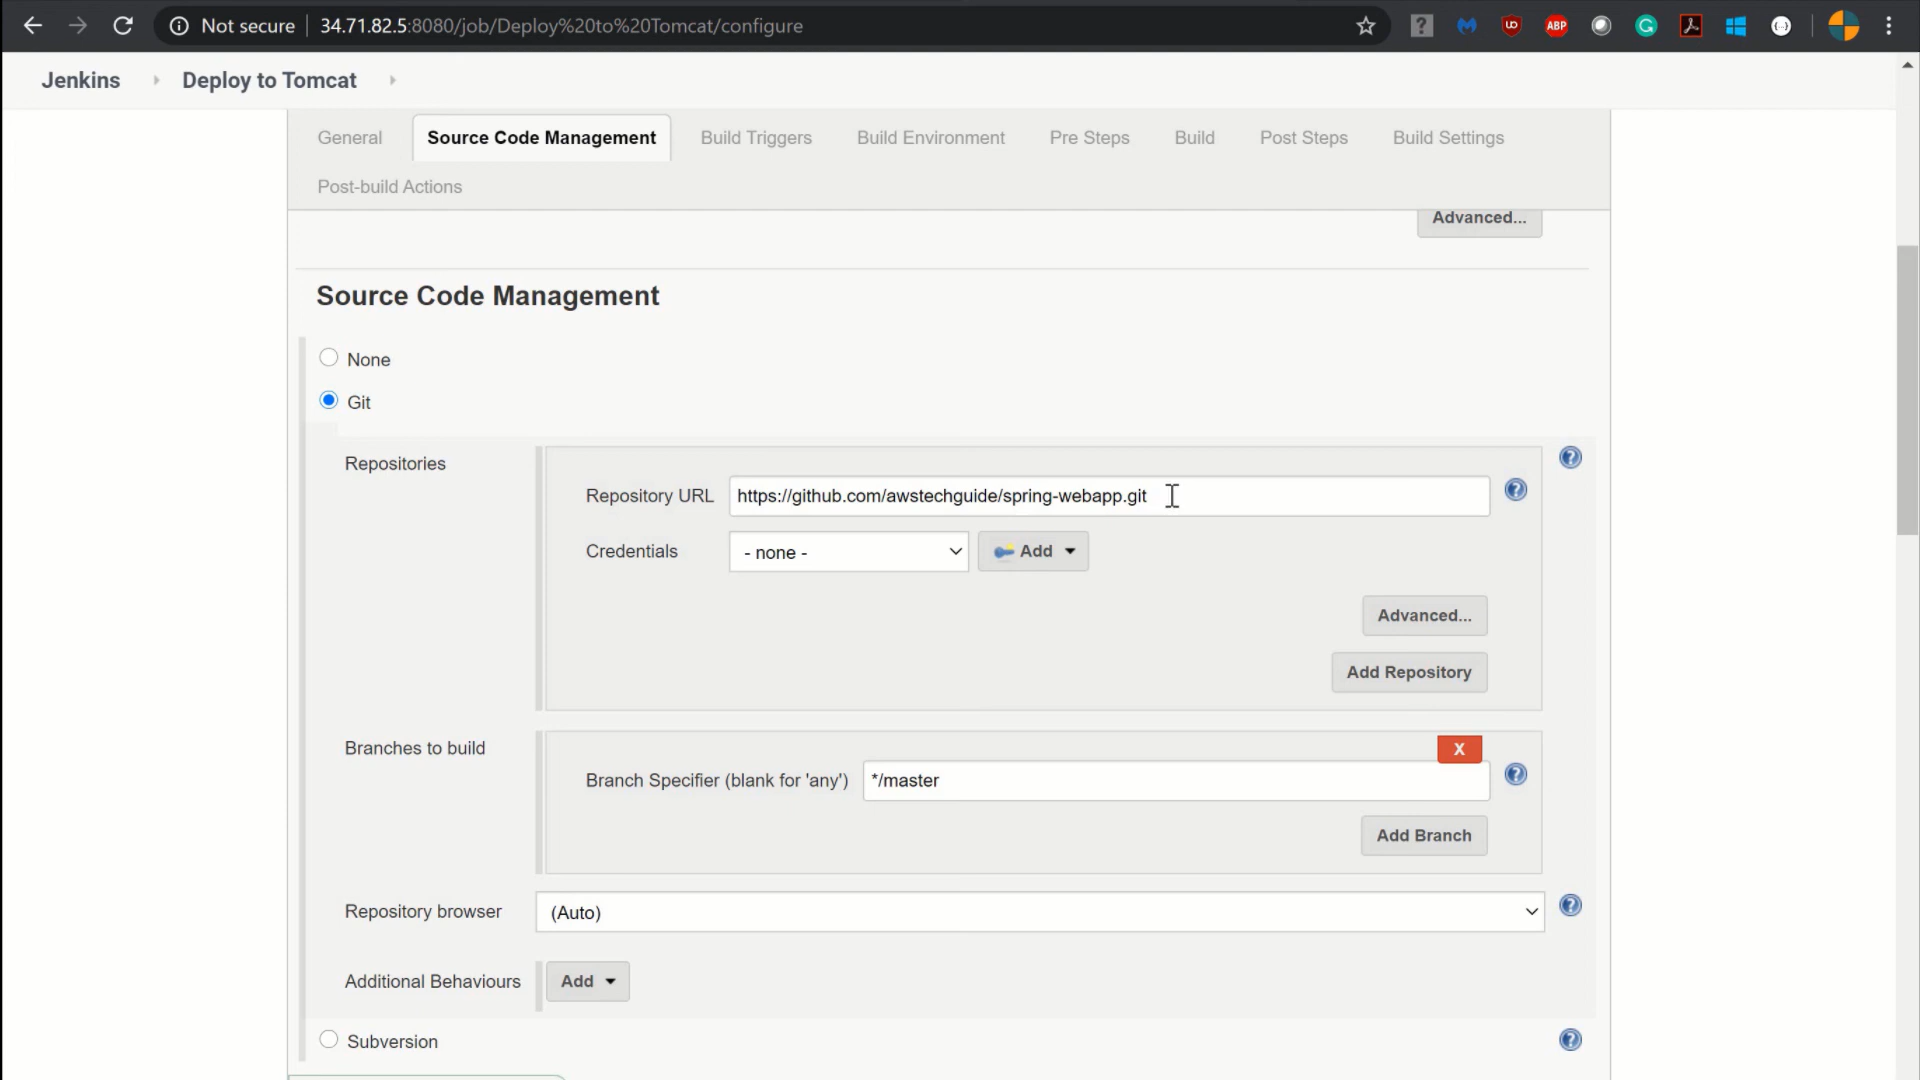 Not secure 34.71.82.5:8080/job/Deploy%20to%20Tomcat/configure
ABP
Jenkins Deploy to Tomcat
General Source Code Management Build Triggers Build Environment Pre Steps Build Post Steps Build Settings
Post-build Actions
Advanced...
Source Code Management
None
Git
Repositories
Repository URL https://github.com/awstechguide/spring-webapp.git
Credentials - none - Add
Advanced...
Add Repository
Branches to build
X
Branch Specifier (blank for 'any') */master
Add Branch
Repository browser (Auto)
Additional Behaviours Add
Subversion